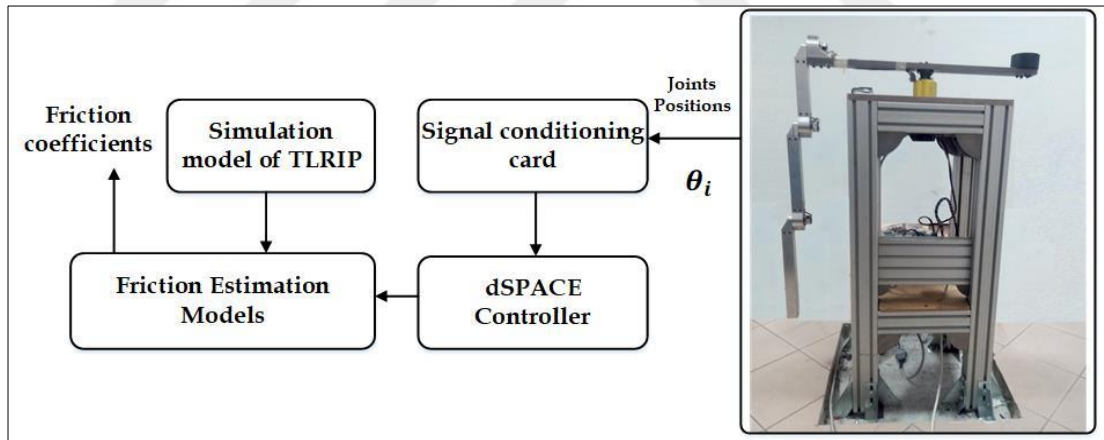 Friction
coefficients
Simulation
model of TLRIP
Signal conditioning
card
Joints
Positions
θi
Friction Estimation
Models
dSPACE
Controller